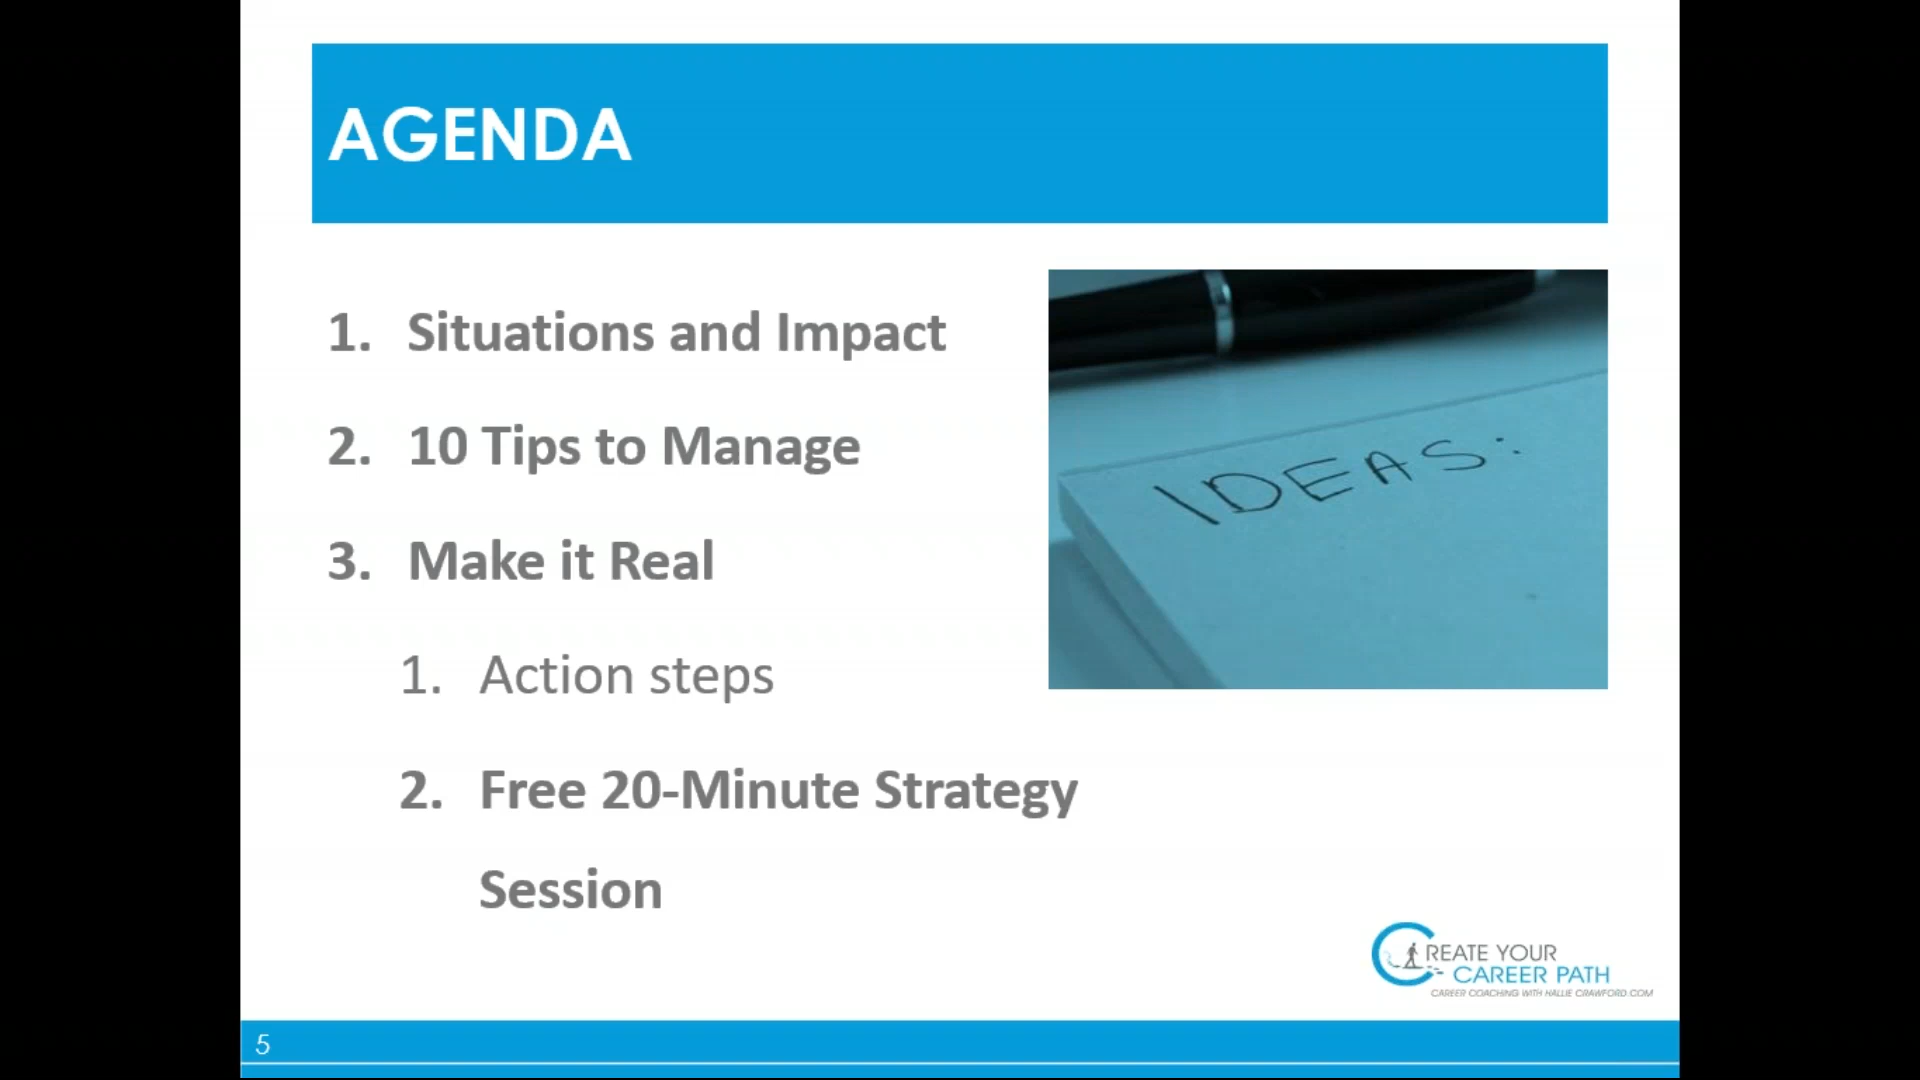 AGENDA
1. Situations and Impact
2. 10 Tips to Manage
3. Make it Real
1. Action steps
2. Free 20-Minute Strategy
Session
IDEAS:
CREATE YOUR
CAREER PATH
CAREER COACHING WITH HALLIE CRAWFORD.COM
5